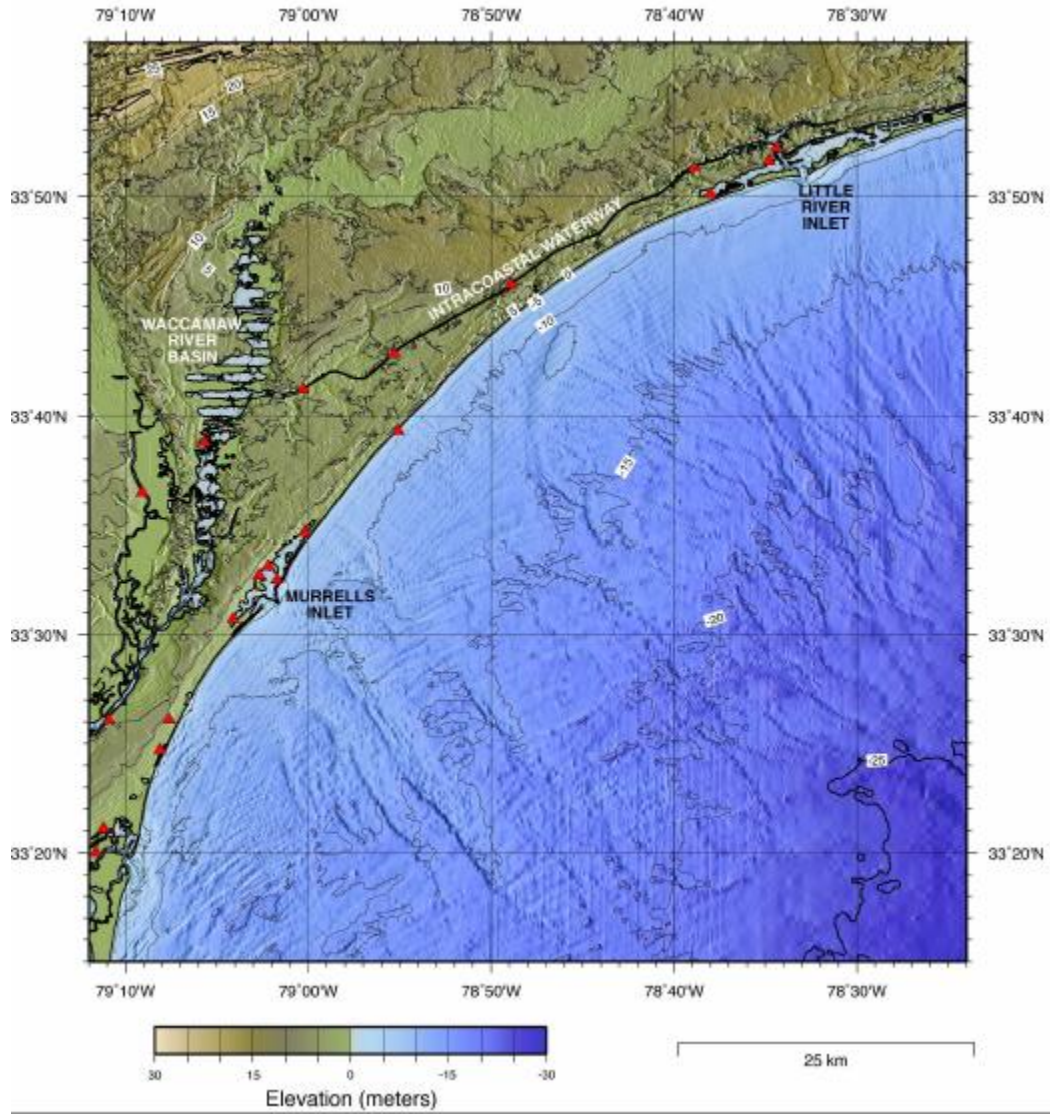 79°10'W 79°00'W 78°50'W 78°40'W 78°30'W
20
15
33°50'N 33°50'N
LITTLE
RIVER
INLET
10
5
INTRACOASTAL WATERWAY
10
0
-5
5
-10
WACCAMAW
RIVER
BASIN
33°40'N 33°40'N
-15
MURRELLS
INLET
-20
33°30'N 33°30'N
-25
33°20'N 33°20'N
79°10'W 79°00'W 78°50'W 78°40'W 78°30'W
25 km
30 15 0 -15 -30
Elevation (meters)